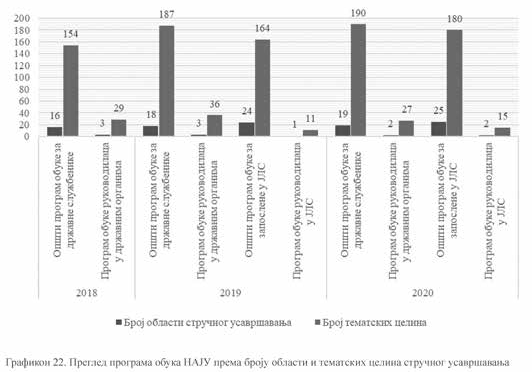 200
180
160
140
120
100
80
60
40
20
0
16
154
3
29
18
187
3
36
24
164
1
11
19
190
2
27
25
180
2
15
Општи програм обуке за
државне службенике
Програм обуке руководилаца
у државним органима
Општи програм обуке за
државне службенике
Програм обуке руководилаца
у државним органима
Општи програм обуке за
запослене у ЈЛС
Програм обуке руководилаца
у ЈЛС
Општи програм обуке за
државне службенике
Програм обуке руководилаца
у државним органима
Општи програм обуке за
запослене у ЈЛС
Програм обуке руководилаца
у ЈЛС
2018
2019
2020
Број области стручног усавршавања
Број тематских целина
Графикон 22. Преглед програма обука НАЈУ према броју области и тематских целина стручног усавршавања